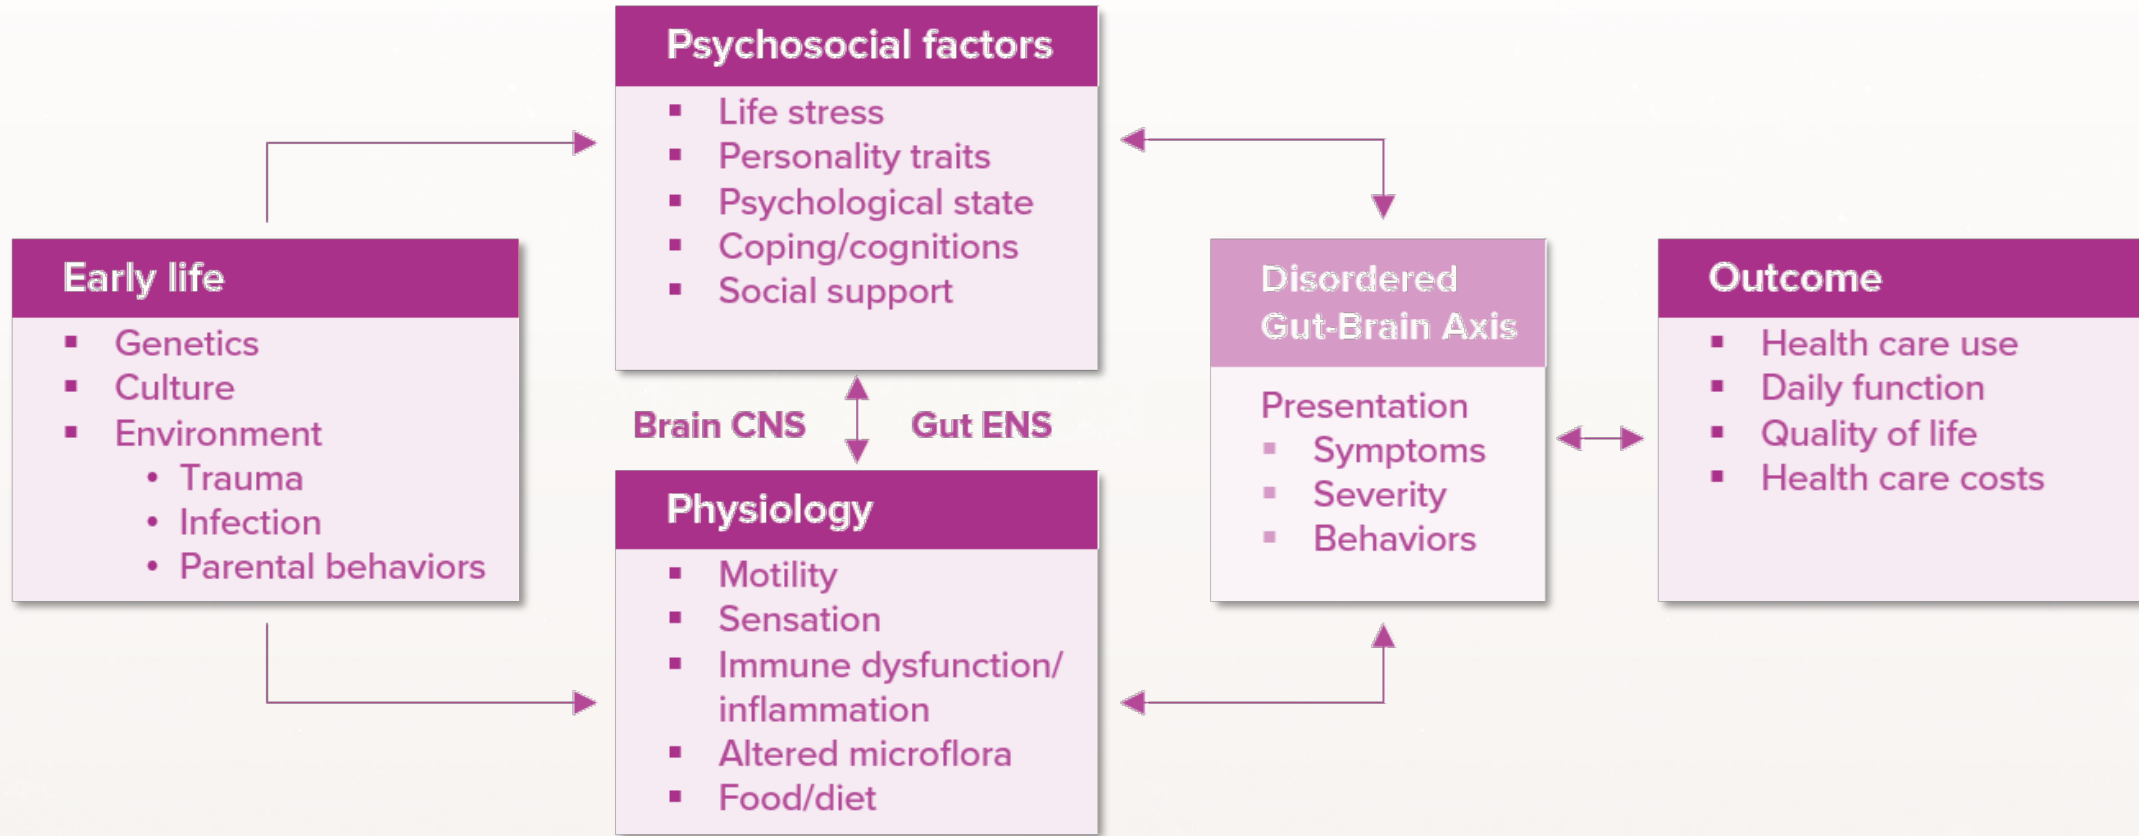 Psychosocial factors
▪ Life stress
▪ Personality traits
▪ Psychological state
▪ Coping/cognitions
▪ Social support
Early life
▪ Genetics
▪ Culture
▪ Environment
• Trauma
• Infection
• Parental behaviors
Brain CNS
Gut ENS
Physiology
▪ Motility
▪ Sensation
▪ Immune dysfunction/
inflammation
▪ Altered microflora
▪ Food/diet
Disordered
Gut-Brain Axis
Presentation
▪ Symptoms
▪ Severity
▪ Behaviors
Outcome
▪ Health care use
▪ Daily function
▪ Quality of life
▪ Health care costs